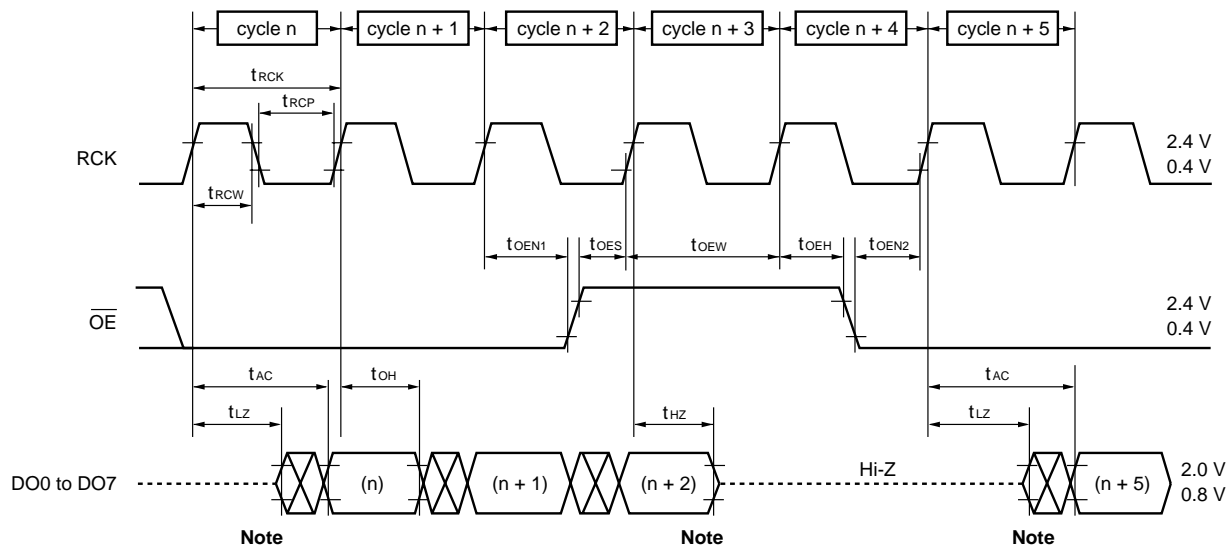 cycle n cycle n + 1 cycle n + 2 cycle n + 3 cycle n + 4 cycle n + 5
tRCK
tRCP
RCK
2.4 V
0.4 V
tRCW
tOEN1 tOES tOEW tOEH tOEN2
OE
2.4 V
0.4 V
tAC tOH tAC
tLZ tHZ tLZ
DO0 to DO7 (n) (n + 1) (n + 2) Hi-Z (n + 5)
2.0 V
0.8 V
Note Note Note